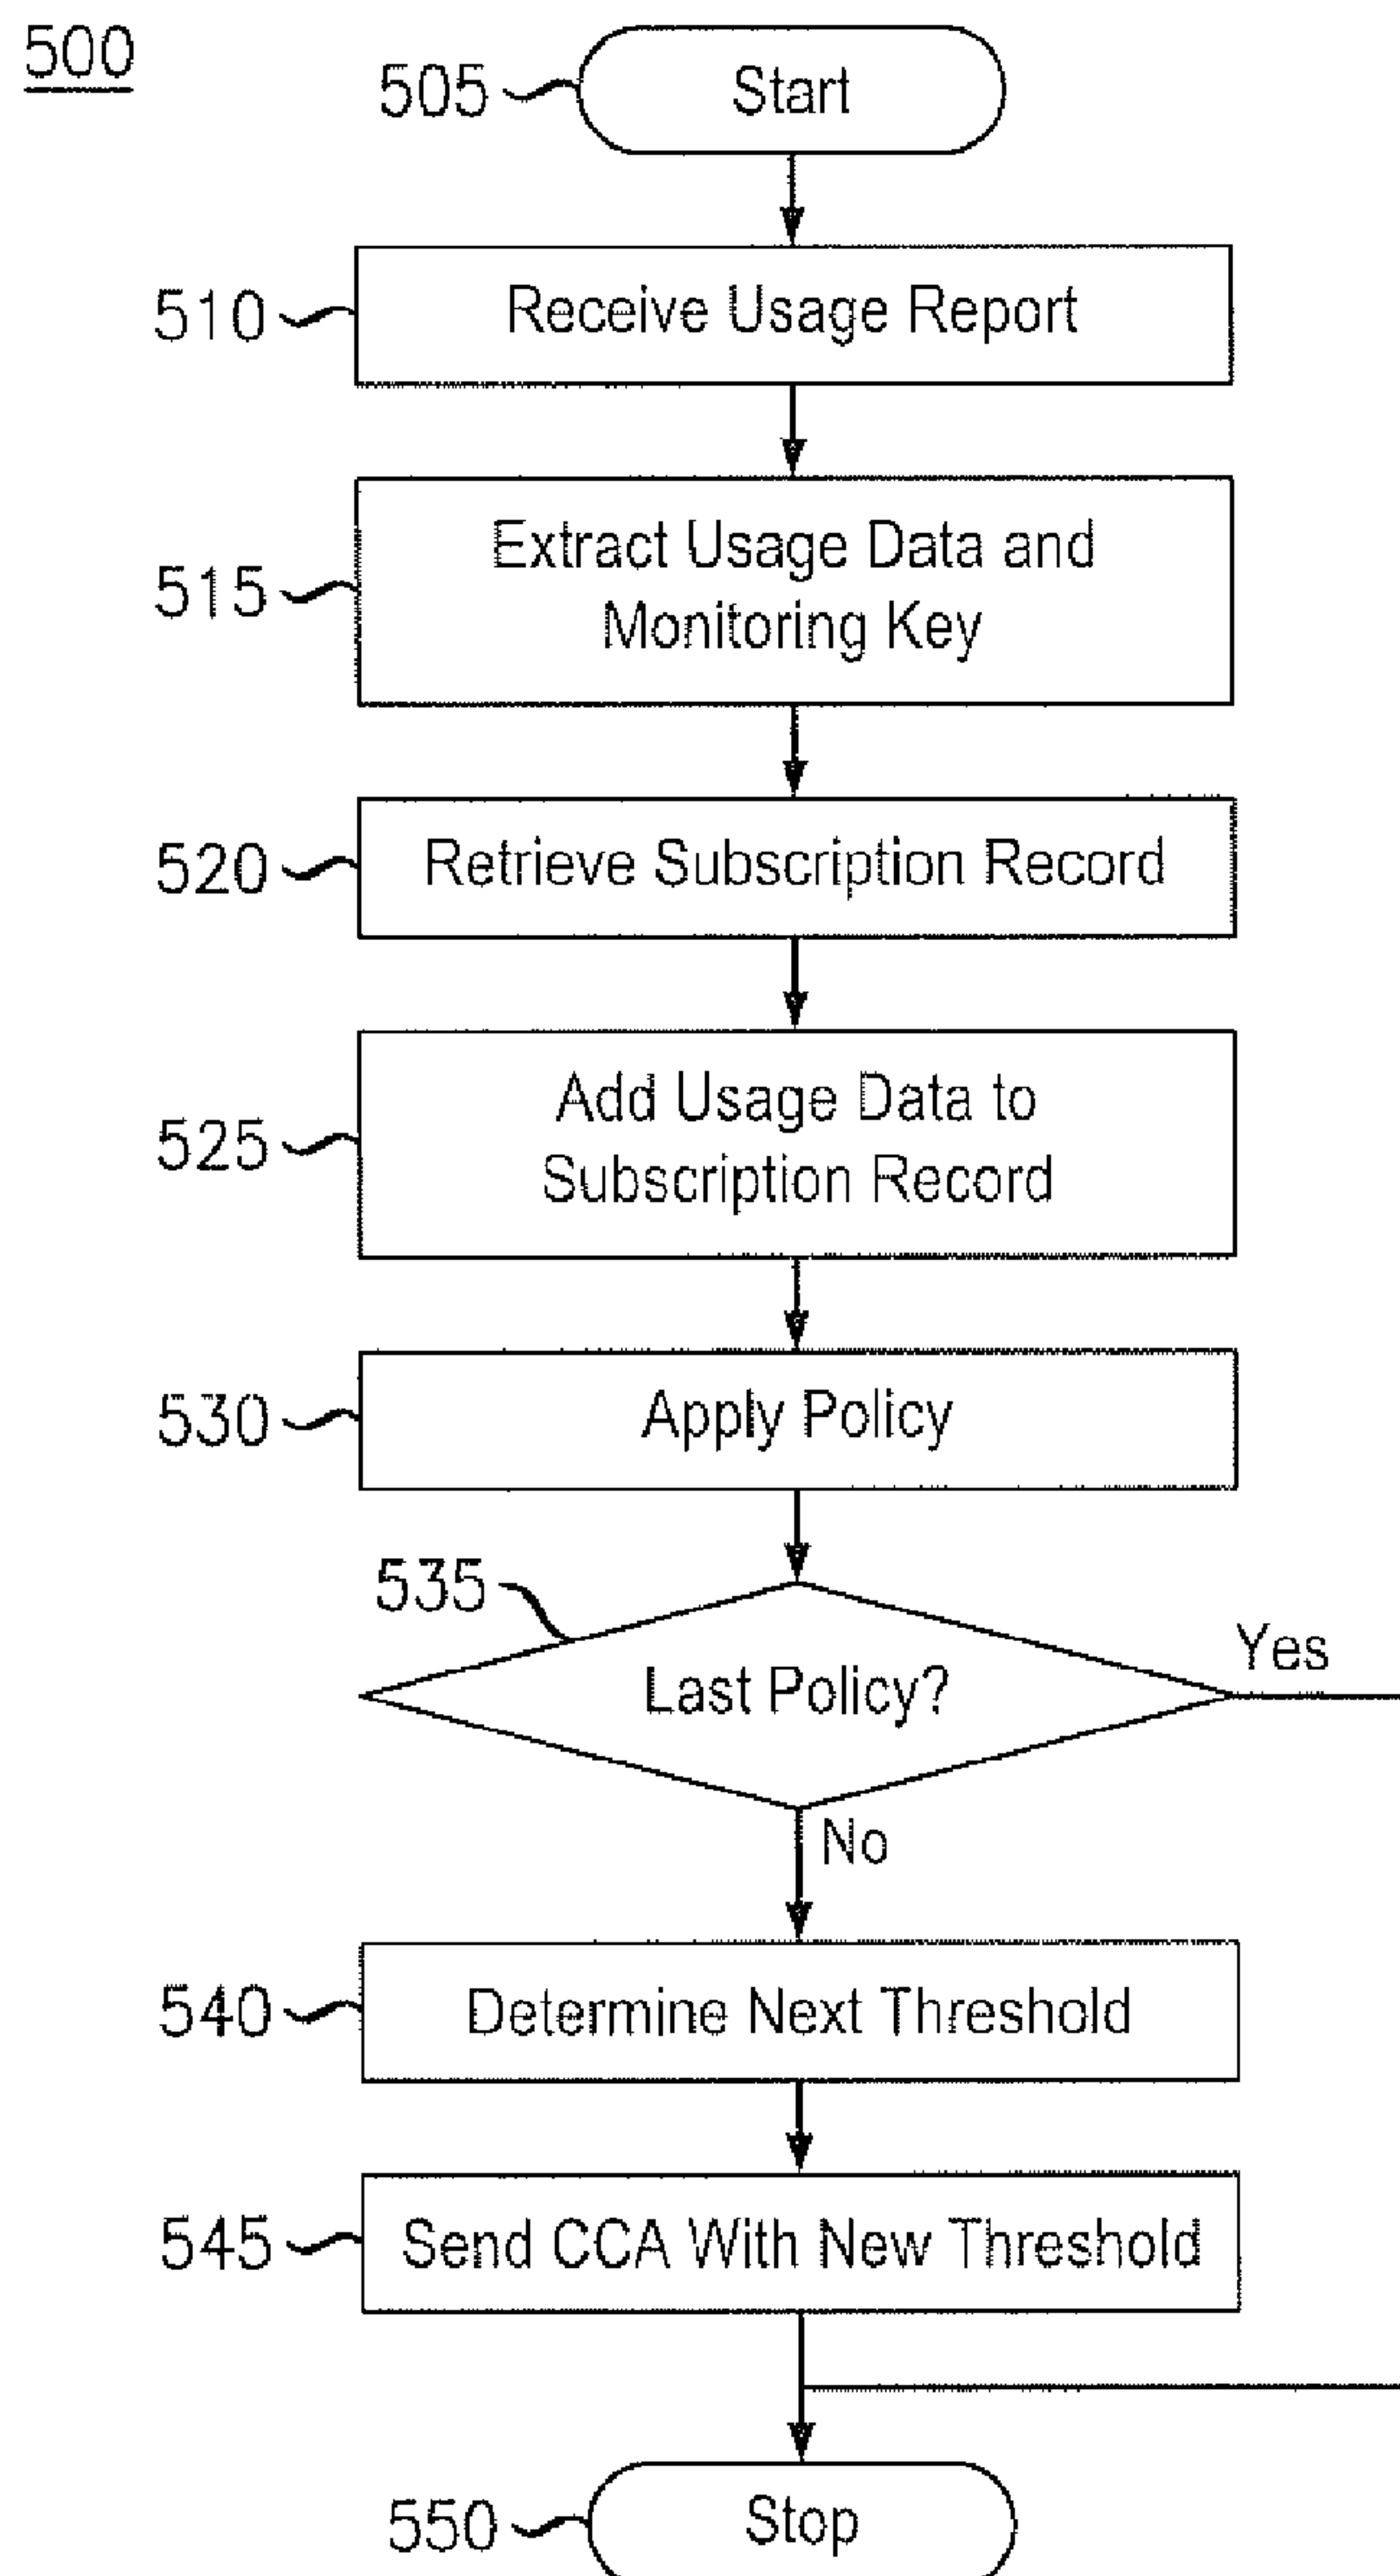 500
505
Start
510
Receive Usage Report
515
Extract Usage Data and
Monitoring Key
520
Retrieve Subscription Record
525
Add Usage Data to
Subscription Record
530
Apply Policy
535
Last Policy?
Yes
No
540
Determine Next Threshold
545
Send CCA With New Threshold
550
Stop